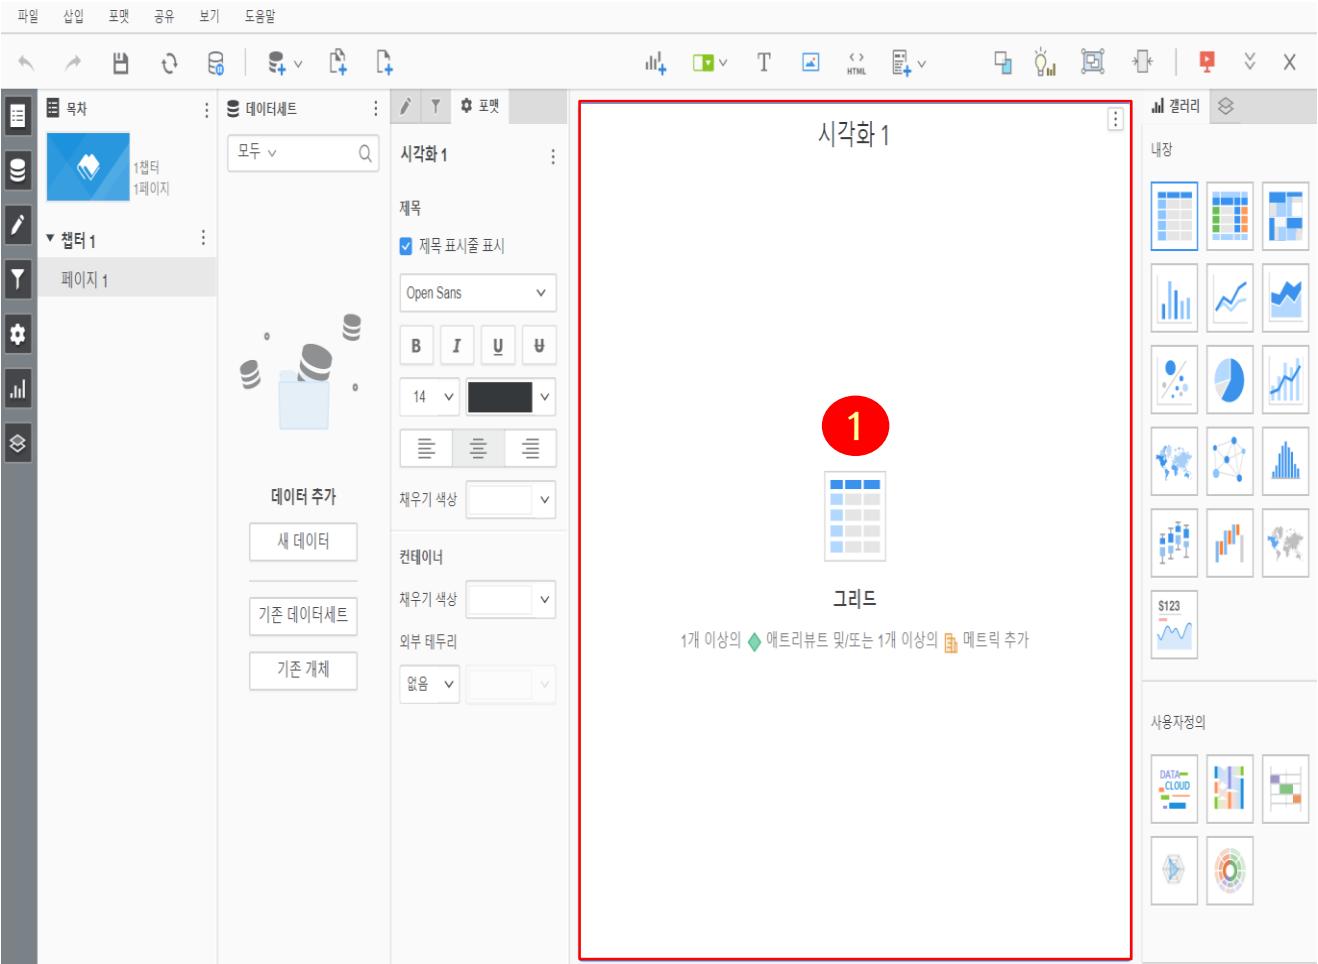 파일 삽입 포맷 공유 보기 도움말
HTML
목차
1챕터
1페이지
챕터 1
페이지 1
데이터세트
모두
데이터 추가
새 데이터
기존 데이터세트
기존 개체
포맷
시각화 1
제목
제목 표시줄 표시
Open Sans
B I U U
14
채우기 색상
컨테이너
채우기 색상
외부 테두리
없음
시각화 1
1
그리드
1개 이상의 애트리뷰트 및/또는 1개 이상의 메트릭 추가
갤러리
내장
$123
사용자정의
DATA
CLOUD